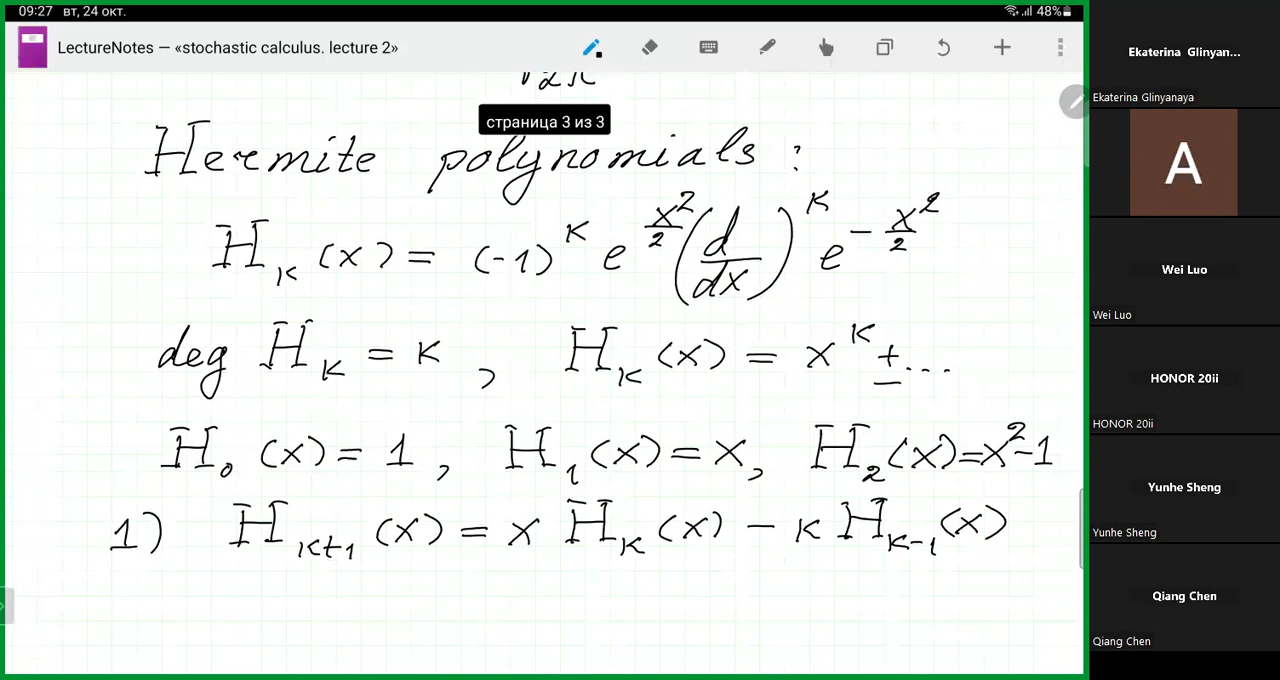 09:27 вт, 24 окт.
48%
LectureNotes — «stochastic calculus. lecture 2»
√2π
страница 3 из 3
Hermite polynomials :
H_k (x) = (-1)^k e^{x²/2} (d/dx)^k e^{-x²/2}
deg H_k = k , H_k (x) = x^k ± ...
H_0 (x) = 1 , H_1 (x) = x, H_2 (x) = x²-1
1) H_{k+1} (x) = x H_k (x) - k H_{k-1} (x)
Ekaterina Glinyan...
Ekaterina Glinyanaya
A
Wei Luo
Wei Luo
HONOR 20ii
HONOR 20ii
Yunhe Sheng
Yunhe Sheng
Qiang Chen
Qiang Chen